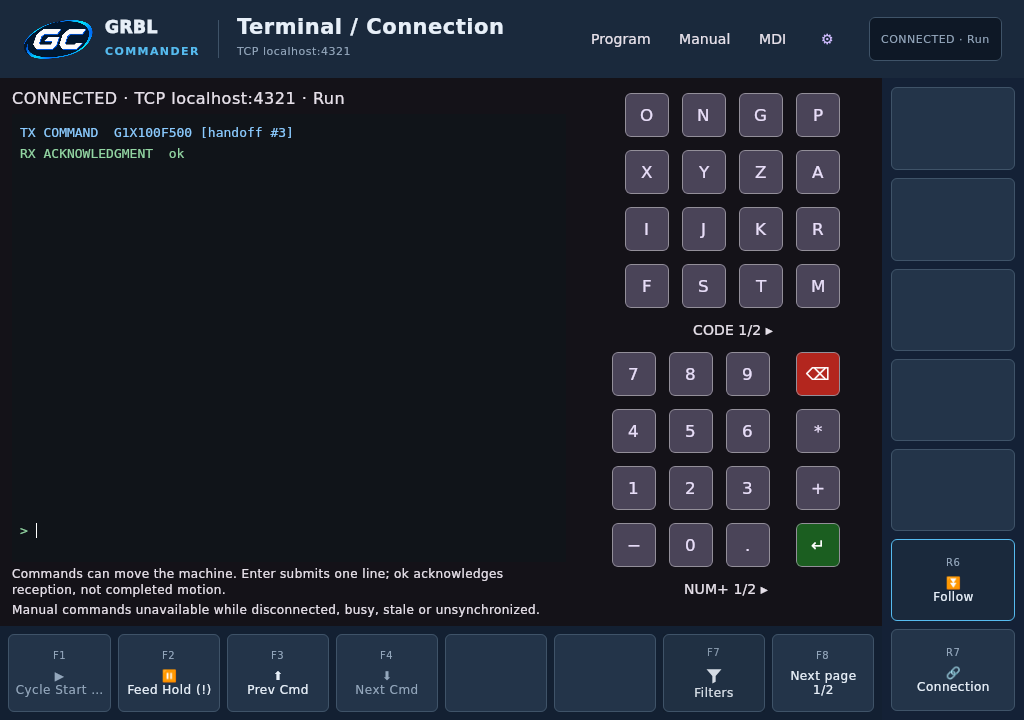 GC
GRBL
COMMANDER
Terminal / Connection
TCP localhost:4321
Program
Manual
MDI
CONNECTED · Run
CONNECTED · TCP localhost:4321 · Run
TX COMMAND  G1X100F500 [handoff #3]
RX ACKNOWLEDGMENT  ok
>
Commands can move the machine. Enter submits one line; ok acknowledges
reception, not completed motion.
Manual commands unavailable while disconnected, busy, stale or unsynchronized.
O N G P
X Y Z A
I J K R
F S T M
CODE 1/2 ▸
7 8 9 ⌫
4 5 6 *
1 2 3 +
− 0 . ↵
NUM+ 1/2 ▸
R6
Follow
R7
Connection
F1
Cycle Start ...
F2
Feed Hold (!)
F3
Prev Cmd
F4
Next Cmd
F7
Filters
F8
Next page
1/2